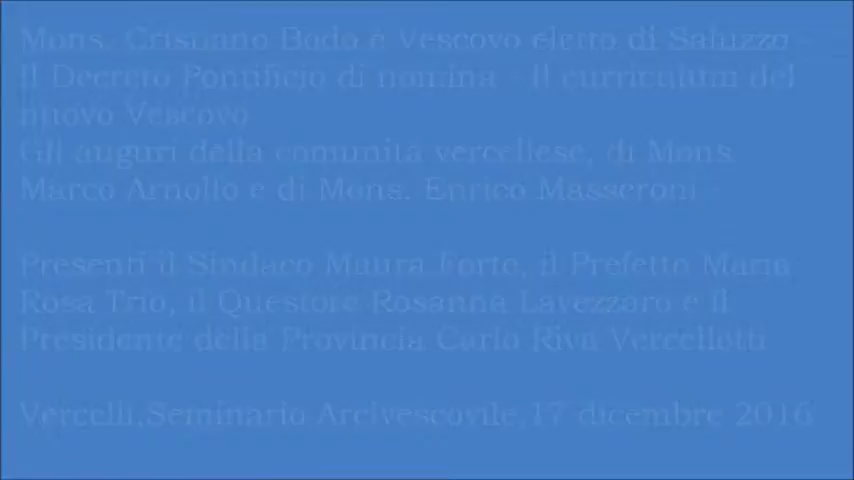 Mons. Cristiano Bodo è Vescovo eletto di Saluzzo -
Il Decreto Pontificio di nomina - Il curriculum del
nuovo Vescovo
Gli auguri della comunità vercellese, di Mons.
Marco Arnolfo e di Mons. Enrico Masseroni
Presenti il Sindaco Maura Forte, il Prefetto Maria
Rosa Trio, il Questore Rosanna Lavezzaro e il
Presidente della Provincia Carlo Riva Vercellotti
Vercelli,Seminario Arcivescovile,17 dicembre 2016